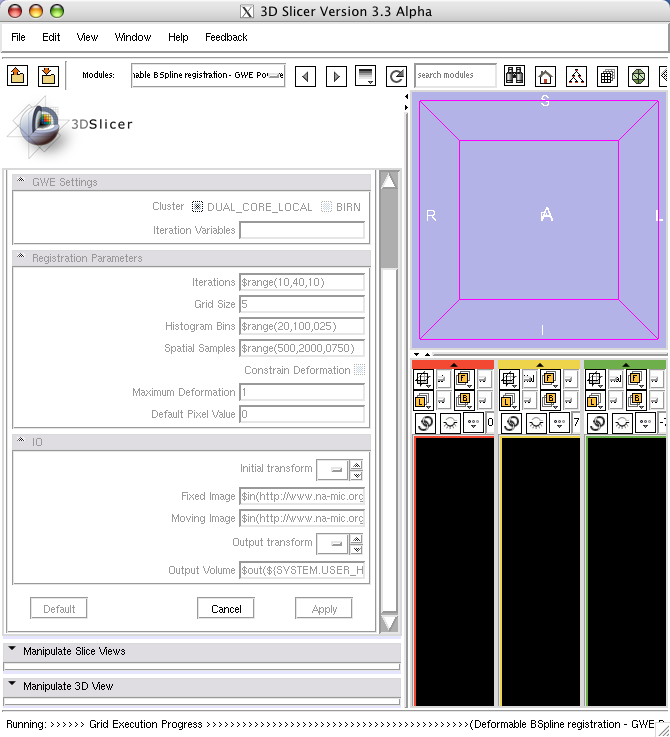 3D Slicer Version 3.3 Alpha
File Edit View Window Help Feedback
Modules: nable BSpline registration - GWE Po search modules
3DSlicer
GWE Settings
Cluster DUAL_CORE_LOCAL BIRN
Iteration Variables
Registration Parameters
Iterations $range(10,40,10)
Grid Size 5
Histogram Bins $range(20,100,025)
Spatial Samples $range(500,2000,0750)
Constrain Deformation
Maximum Deformation 1
Default Pixel Value 0
IO
Initial transform
Fixed Image $in(http://www.na-mic.org
Moving Image $in(http://www.na-mic.org
Output transform
Output Volume $out(${SYSTEM.USER_H
Default Cancel Apply
Manipulate Slice Views
Manipulate 3D View
S
R A L
I
F F F
L B L B L B
0 7 -7
Running: >>>>>> Grid Execution Progress >>>>>>>>>>>>>>>>>>>>>>>>>>>>>>>>>>>>>>>>>>>(Deformable BSpline registration - GWE P